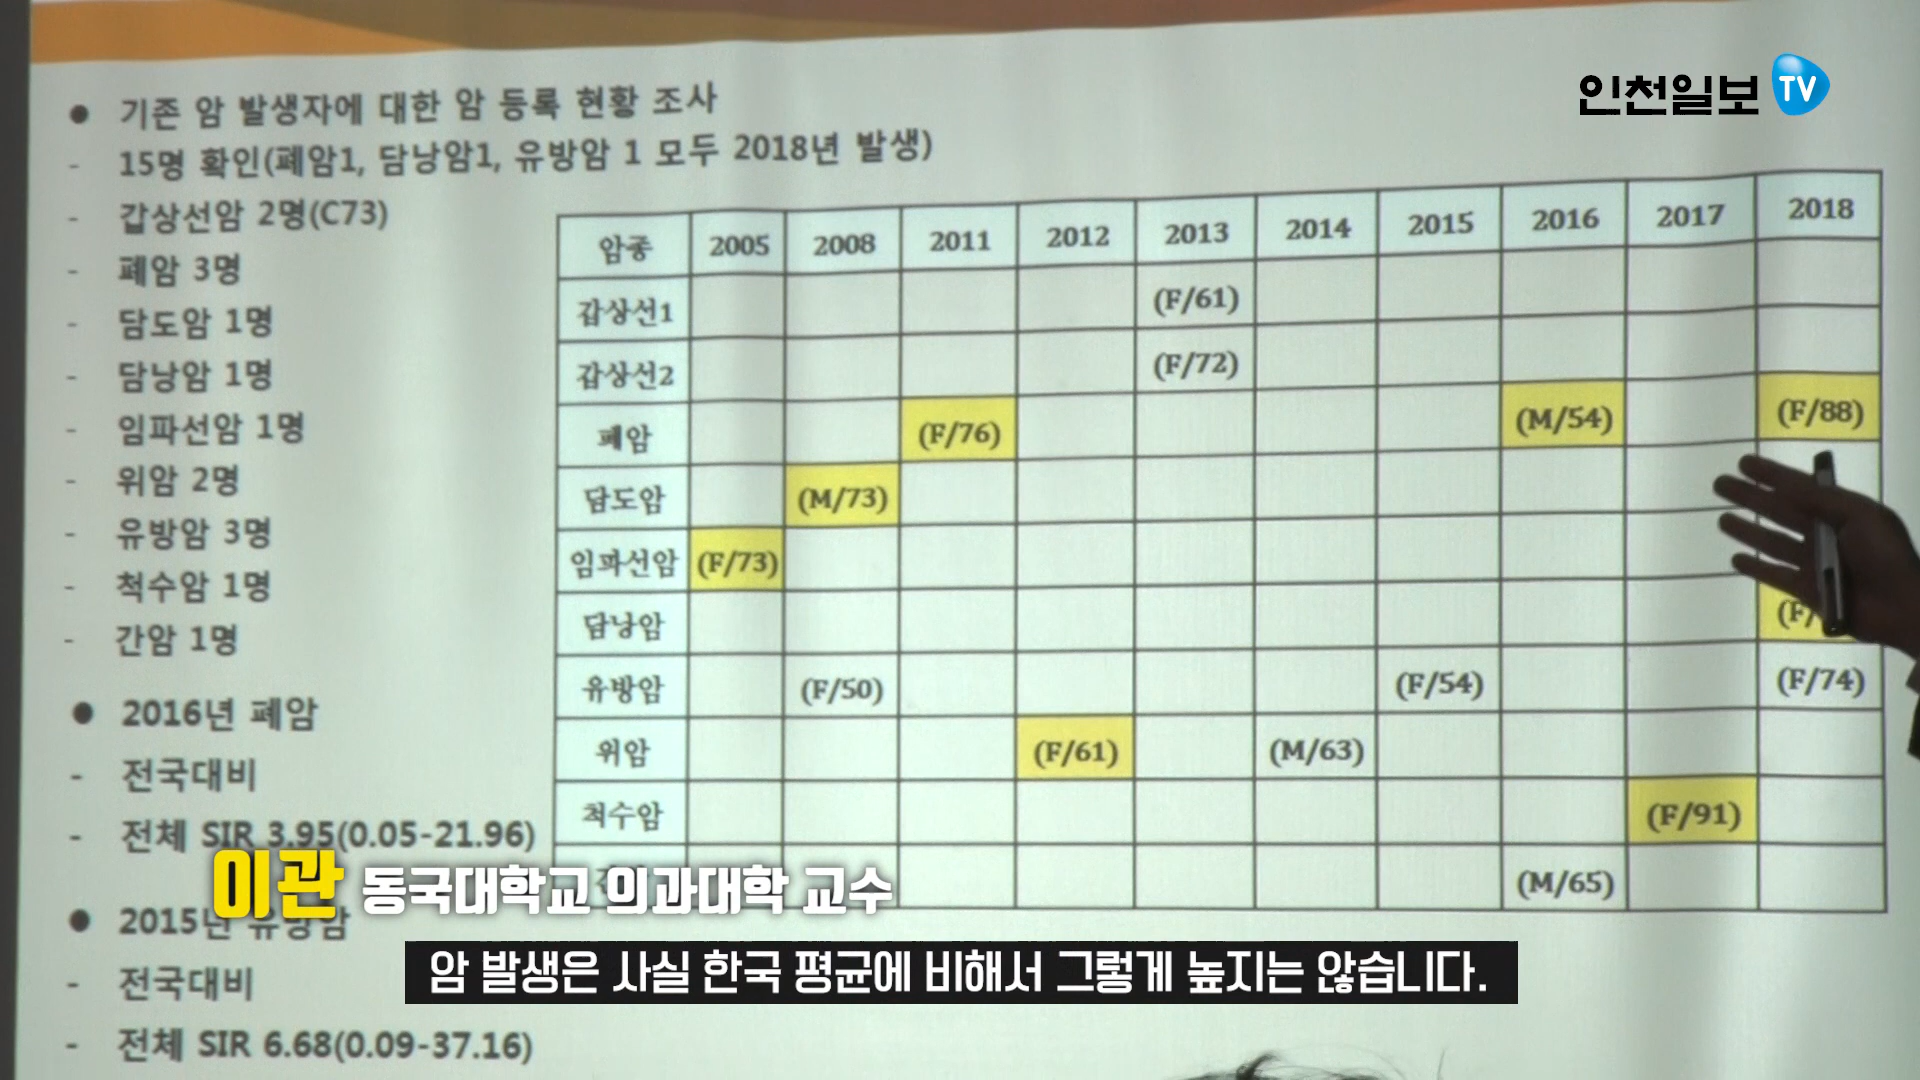 인천일보 TV
● 기존 암 발생자에 대한 암 등록 현황 조사
- 15명 확인(폐암1, 담낭암1, 유방암 1 모두 2018년 발생)
- 갑상선암 2명(C73)
- 폐암 3명
- 담도암 1명
- 담낭암 1명
- 임파선암 1명
- 위암 2명
- 유방암 3명
- 척수암 1명
- 간암 1명
● 2016년 폐암
- 전국대비
- 전체 SIR 3.95(0.05-21.96)
● 2015년 유방암
- 전국대비
- 전체 SIR 6.68(0.09-37.16)
암종 2005 2008 2011 2012 2013 2014 2015 2016 2017 2018
갑상선1 (F/61)
갑상선2 (F/72)
폐암 (F/76) (M/54) (F/88)
담도암 (M/73)
임파선암 (F/73)
담낭암 (F/
유방암 (F/50) (F/54) (F/74)
위암 (F/61) (M/63)
척수암 (F/91)
(M/65)
이관 동국대학교 의과대학 교수
암 발생은 사실 한국 평균에 비해서 그렇게 높지는 않습니다.